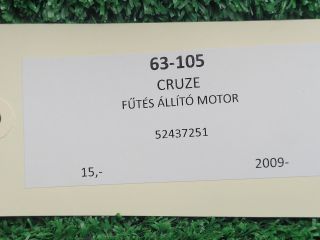 63-105
CRUZE
FŰTÉS ÁLLÍTÓ MOTOR
52437251
15,- 2009-